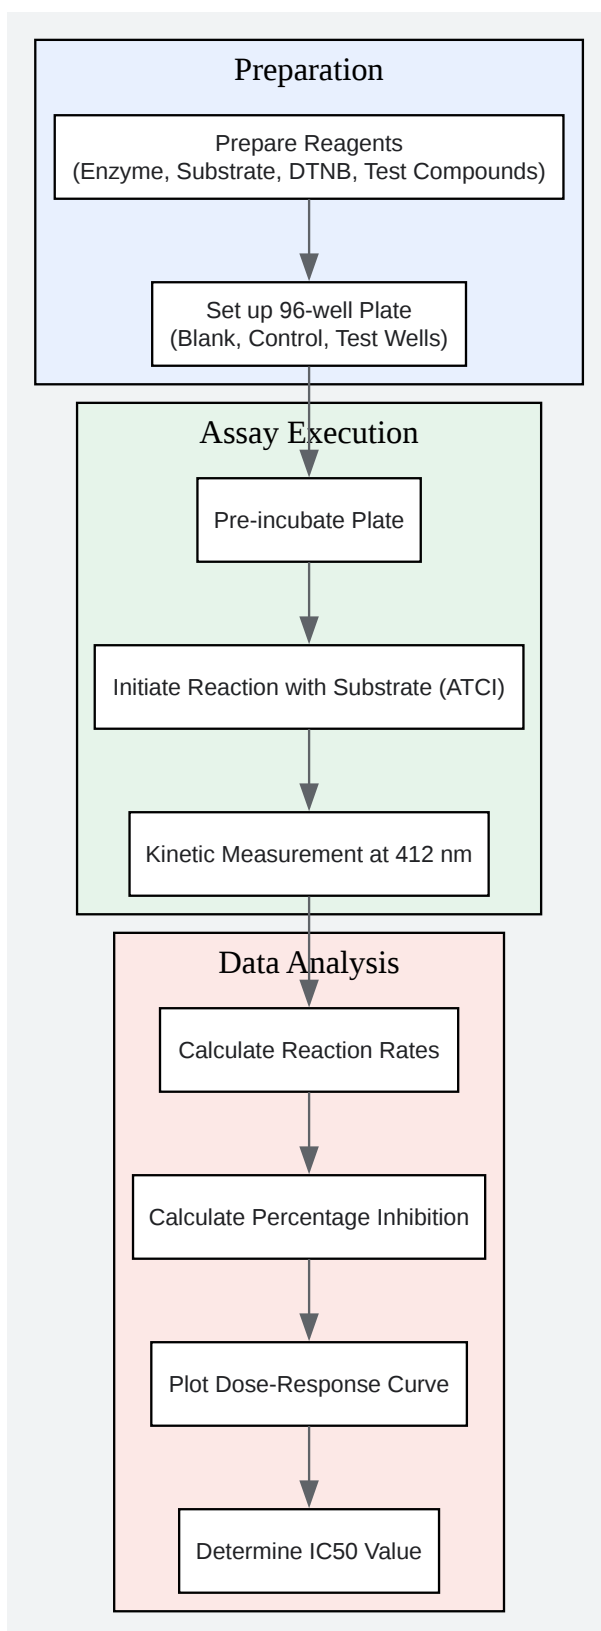 Preparation
Prepare Reagents
(Enzyme, Substrate, DTNB, Test Compounds)
Set up 96-well Plate
(Blank, Control, Test Wells)
Assay Execution
Pre-incubate Plate
Initiate Reaction with Substrate (ATCI)
Kinetic Measurement at 412 nm
Data Analysis
Calculate Reaction Rates
Calculate Percentage Inhibition
Plot Dose-Response Curve
Determine IC50 Value